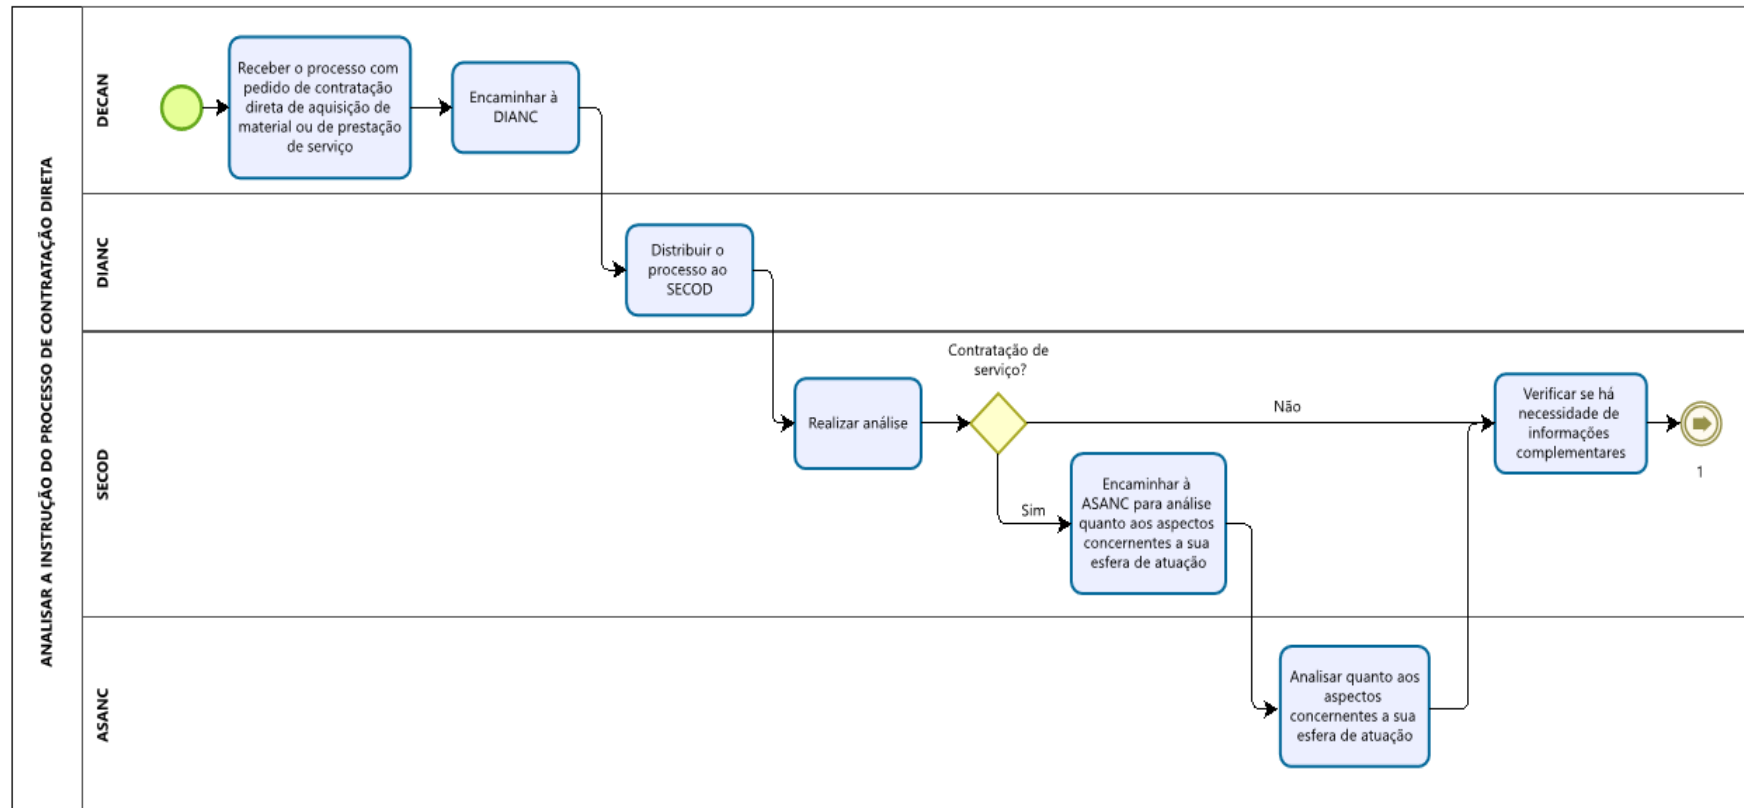 ANALISAR A INSTRUÇÃO DO PROCESSO DE CONTRATAÇÃO DIRETA
DECAN
Receber o processo com
pedido de contratação
direta de aquisição de
material ou de prestação
de serviço
Encaminhar à
DIANC
DIANC
Distribuir o
processo ao
SECOD
SECOD
Realizar análise
Contratação de
serviço?
Não
Sim
Encaminhar à
ASANC para análise
quanto aos aspectos
concernentes a sua
esfera de atuação
Verificar se há
necessidade de
informações
complementares
1
ASANC
Analisar quanto aos
aspectos
concernentes a sua
esfera de atuação